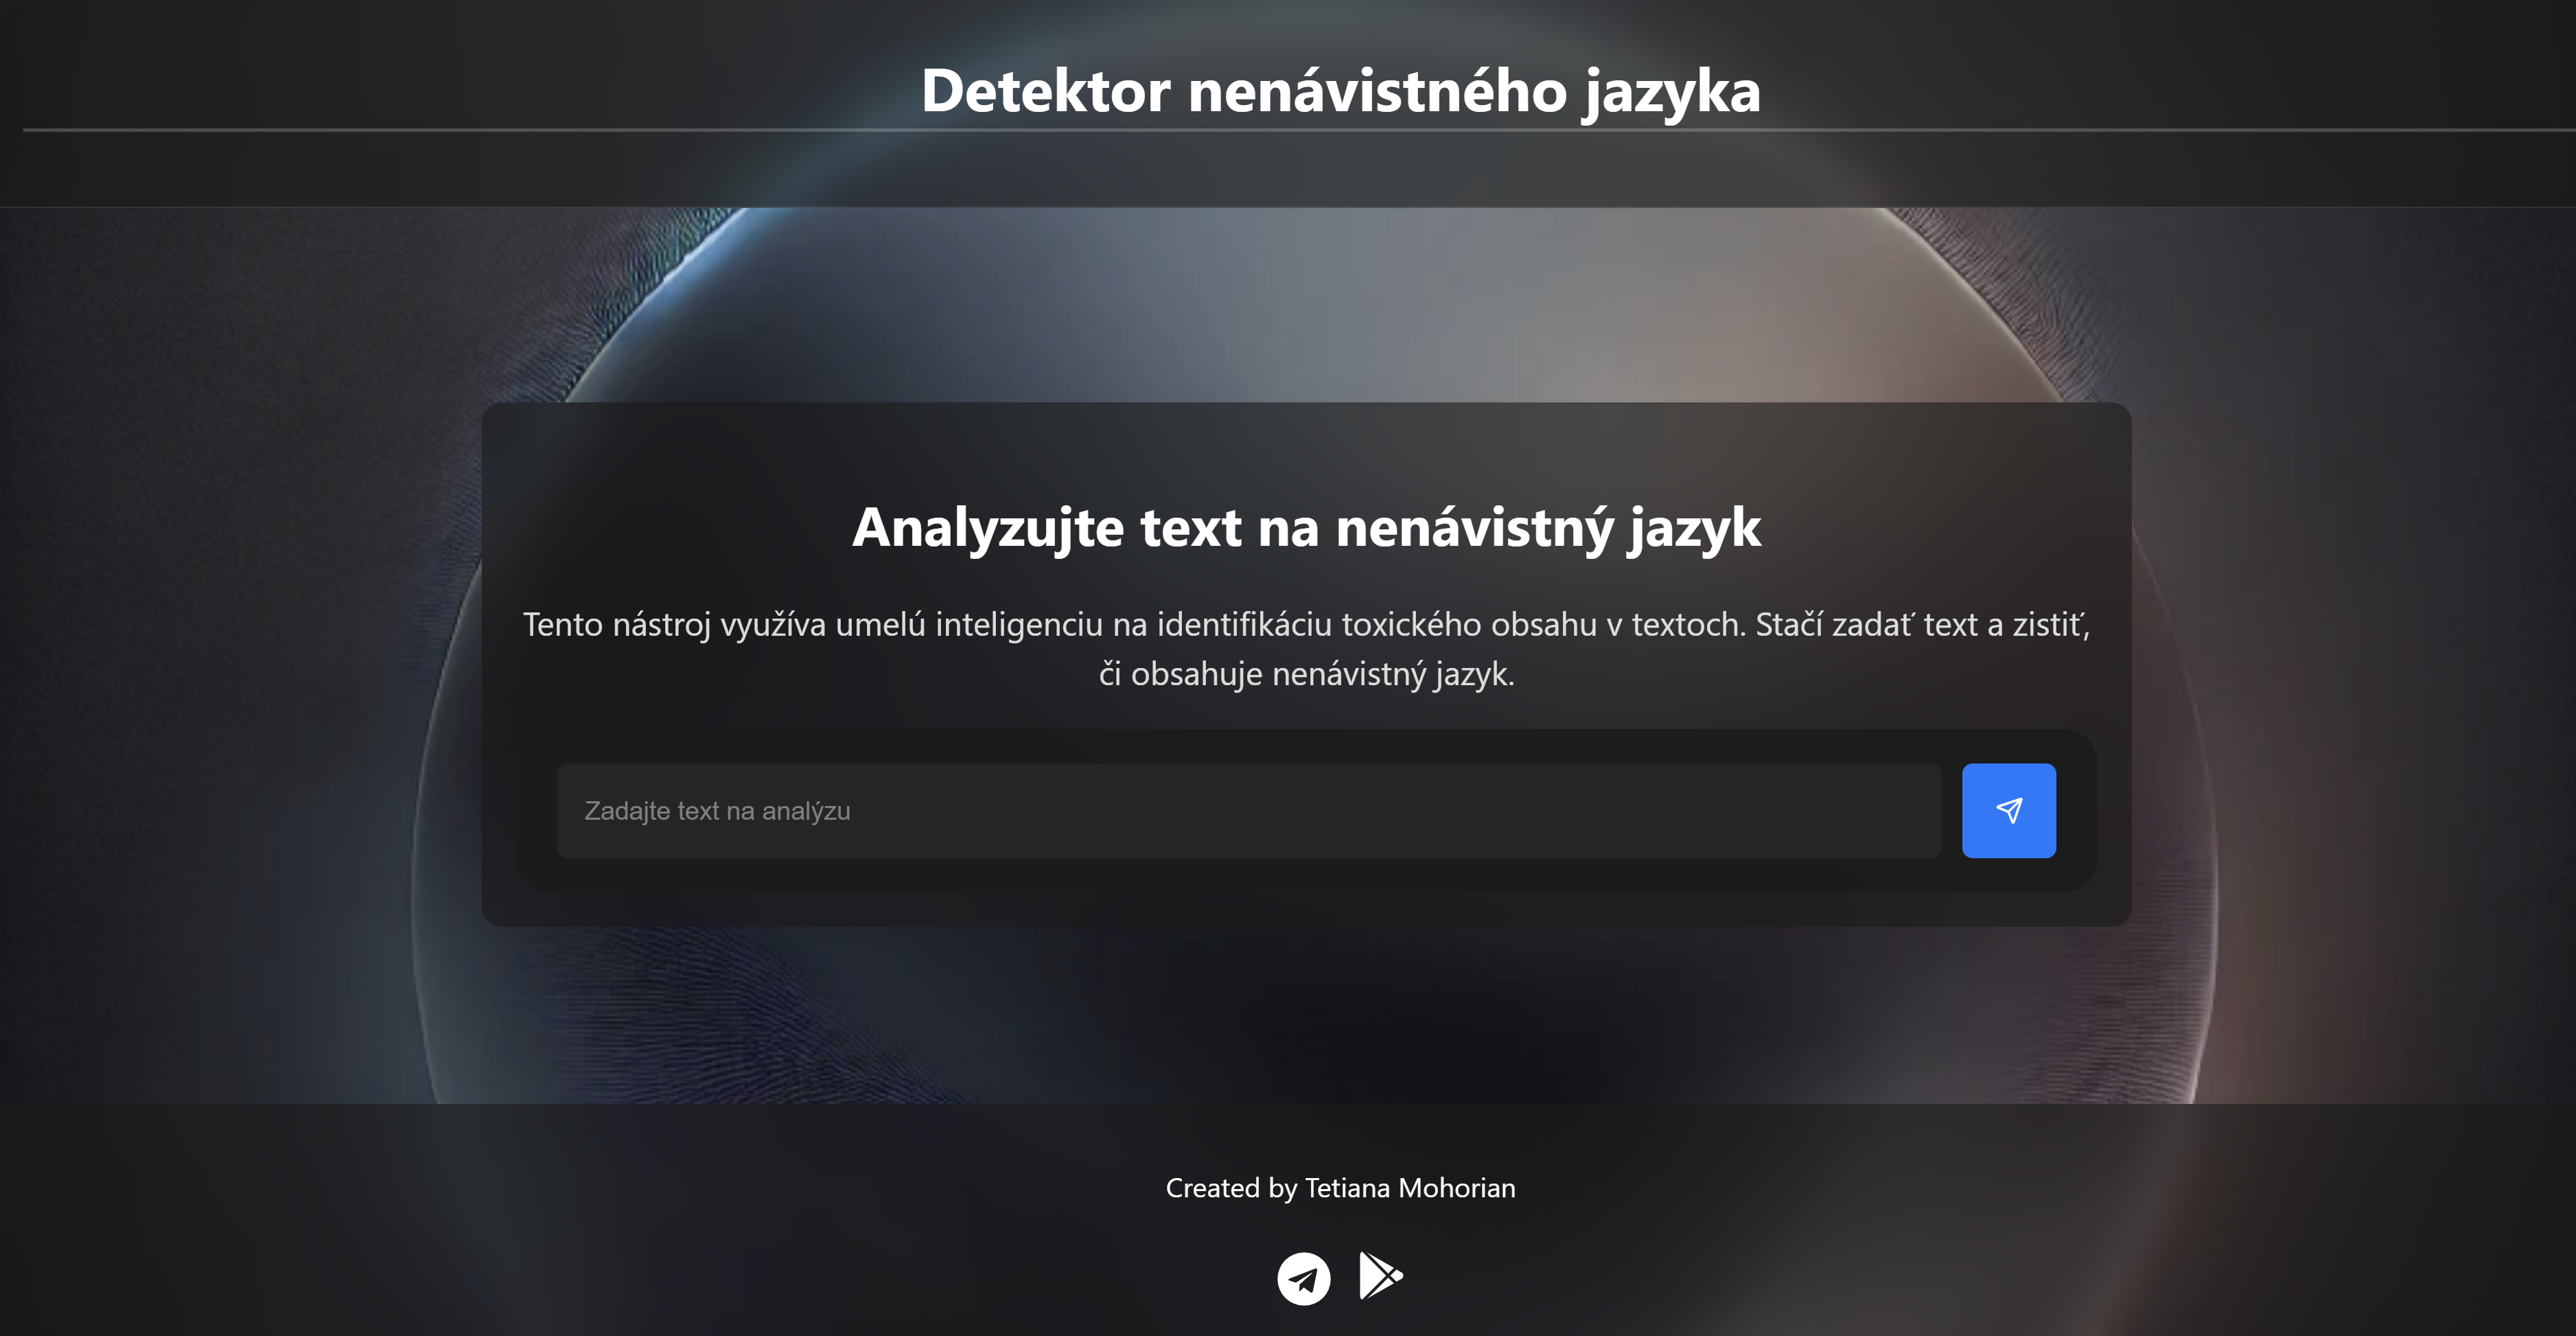 Detektor nenávistného jazyka
Analyzujte text na nenávistný jazyk
Tento nástroj využíva umelú inteligenciu na identifikáciu toxického obsahu v textoch. Stačí zadať text a zistiť,
či obsahuje nenávistný jazyk.
Zadajte text na analýzu
Created by Tetiana Mohorian